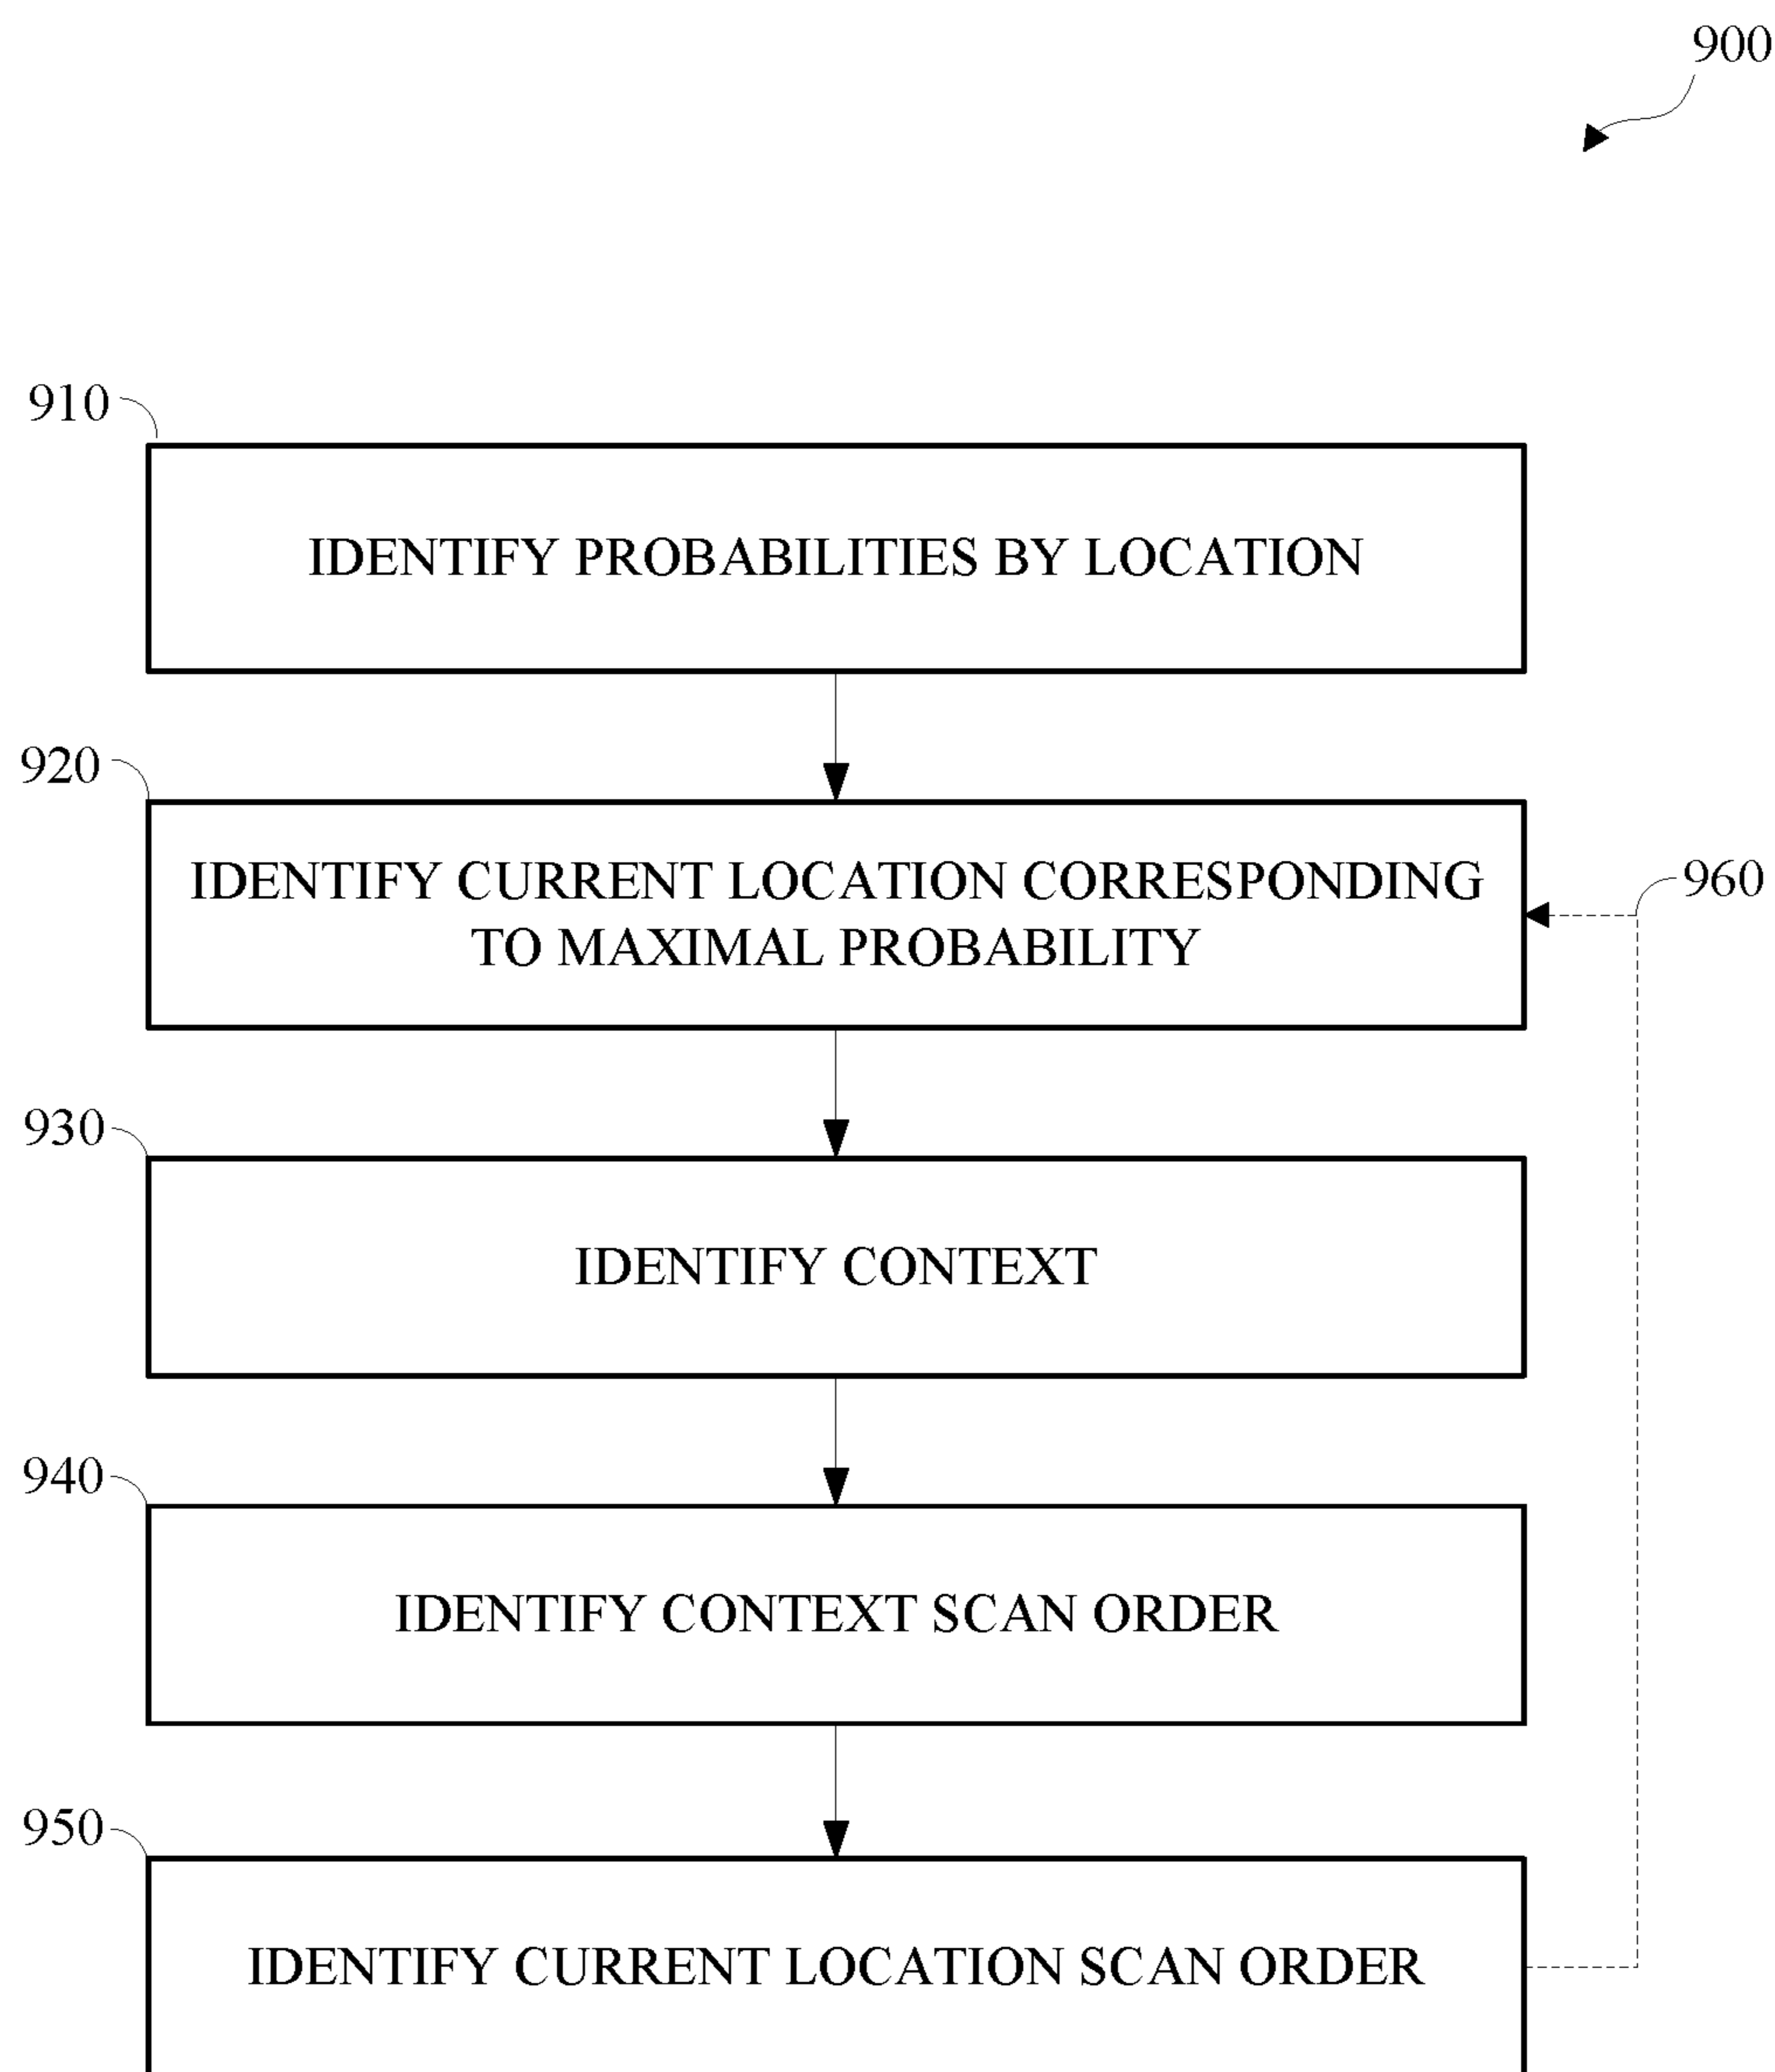 900
910
IDENTIFY PROBABILITIES BY LOCATION
920
IDENTIFY CURRENT LOCATION CORRESPONDING
TO MAXIMAL PROBABILITY
960
930
IDENTIFY CONTEXT
940
IDENTIFY CONTEXT SCAN ORDER
950
IDENTIFY CURRENT LOCATION SCAN ORDER